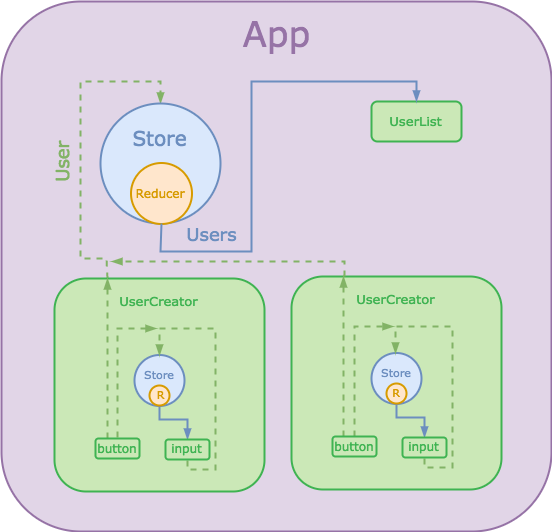 App
User
Store
Reducer
UserList
Users
UserCreator
Store
R
button
input
UserCreator
Store
R
button
input